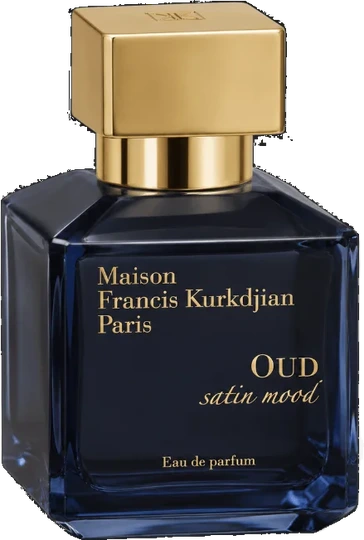 Maison
Francis Kurkdjian
Paris
OUD
satin mood
Eau de parfum